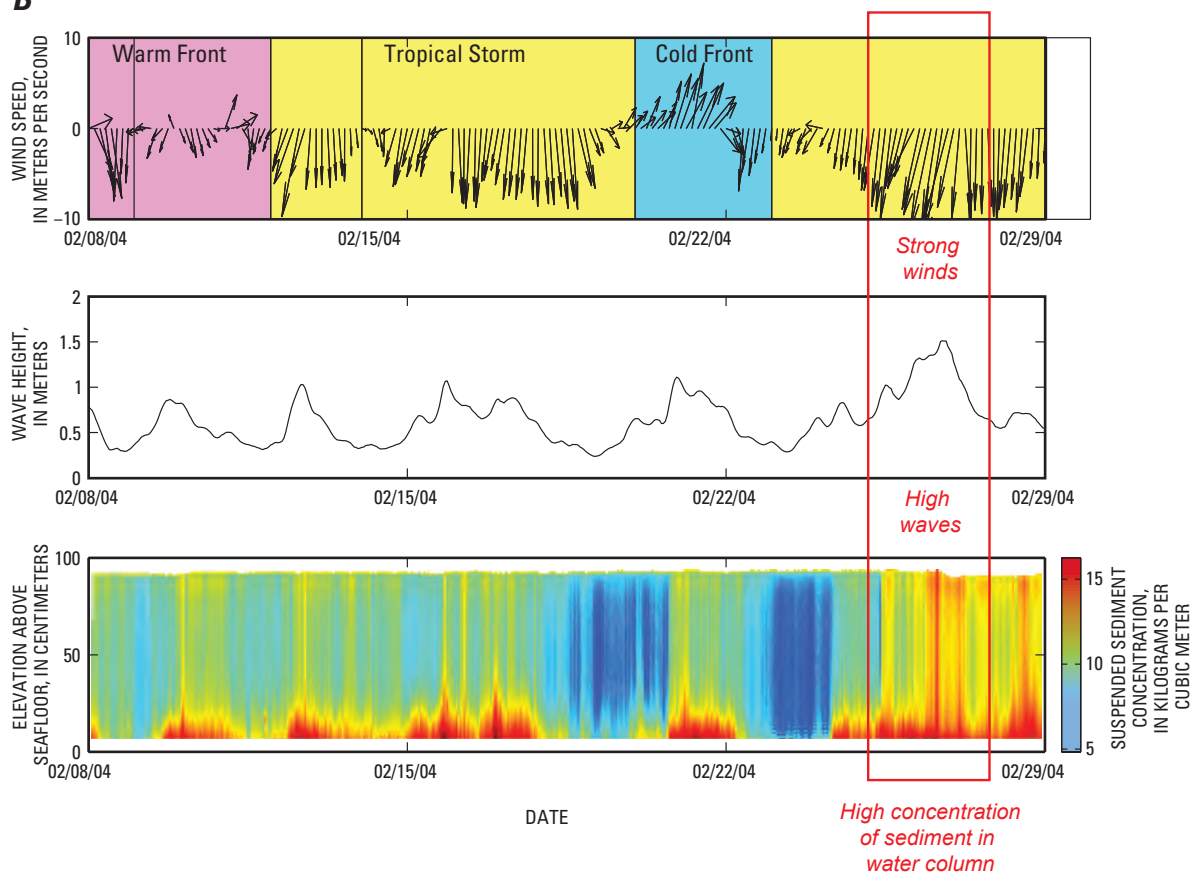 B
WIND SPEED,
IN METERS PER SECOND
10
0
−10
Warm Front
Tropical Storm
Cold Front
02/08/04
02/15/04
02/22/04
02/29/04
Strong
winds
WAVE HEIGHT,
IN METERS
2
1.5
1
0.5
0
02/08/04
02/15/04
02/22/04
02/29/04
High
waves
ELEVATION ABOVE
SEAFLOOR, IN CENTIMETERS
100
50
0
02/08/04
02/15/04
02/22/04
02/29/04
15
10
5
SUSPENDED SEDIMENT
CONCENTRATION,
IN KILOGRAMS PER
CUBIC METER
DATE
High concentration
of sediment in
water column